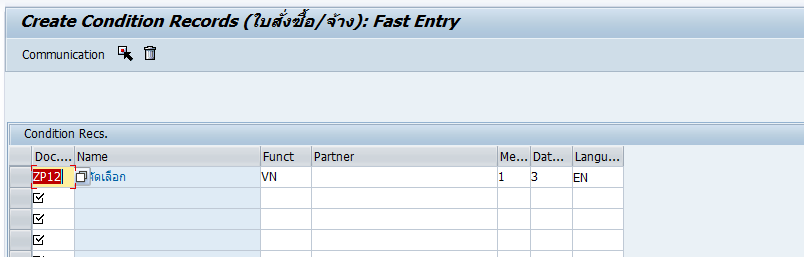 Create Condition Records (ใบสั่งซื้อ/จ้าง): Fast Entry
Communication
Condition Recs.
Doc.... Name Funct Partner Me... Dat... Langu...
ZP12 คัดเลือก VN 1 3 EN